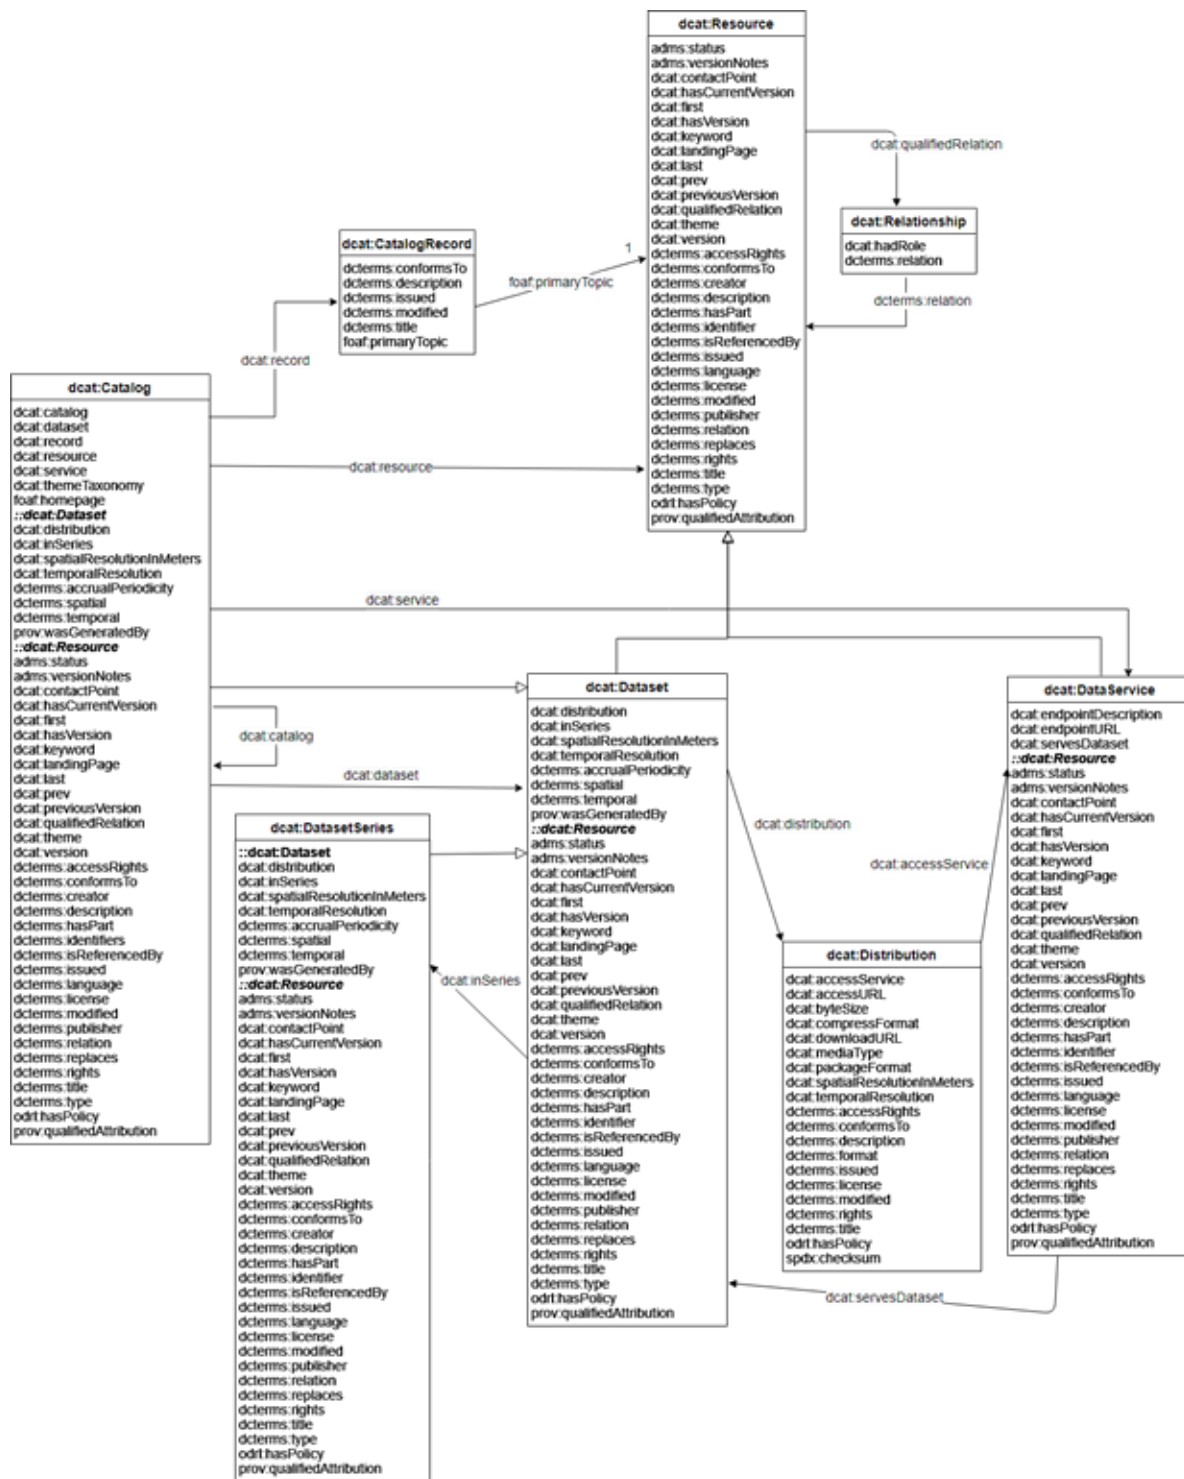 dcat:Resource
adms:status
adms:versionNotes
dcat:contactPoint
dcat:hasCurrentVersion
dcat:first
dcat:hasVersion
dcat:keyword
dcat:landingPage
dcat:last
dcat:prev
dcat:previousVersion
dcat:qualifiedRelation
dcat:theme
dcat:version
dcterms:accessRights
dcterms:conformsTo
dcterms:creator
dcterms:description
dcterms:hasPart
dcterms:identifier
dcterms:isReferencedBy
dcterms:issued
dcterms:language
dcterms:license
dcterms:modified
dcterms:publisher
dcterms:relation
dcterms:replaces
dcterms:rights
dcterms:title
dcterms:type
odrl:hasPolicy
prov:qualifiedAttribution
dcat:qualifiedRelation
dcat:Relationship
dcat:hadRole
dcterms:relation
dcterms:relation
dcat:CatalogRecord
dcterms:conformsTo
dcterms:description
dcterms:issued
dcterms:modified
dcterms:title
foaf:primaryTopic
1
foaf:primaryTopic
dcat:record
dcat:Catalog
dcat:catalog
dcat:dataset
dcat:record
dcat:resource
dcat:service
dcat:themeTaxonomy
foaf:homepage
::dcat:Dataset
dcat:distribution
dcat:inSeries
dcat:spatialResolutionInMeters
dcat:temporalResolution
dcterms:accrualPeriodicity
dcterms:spatial
dcterms:temporal
prov:wasGeneratedBy
::dcat:Resource
adms:status
adms:versionNotes
dcat:contactPoint
dcat:hasCurrentVersion
dcat:first
dcat:hasVersion
dcat:keyword
dcat:landingPage
dcat:last
dcat:prev
dcat:previousVersion
dcat:qualifiedRelation
dcat:theme
dcat:version
dcterms:accessRights
dcterms:conformsTo
dcterms:creator
dcterms:description
dcterms:hasPart
dcterms:identifiers
dcterms:isReferencedBy
dcterms:issued
dcterms:language
dcterms:license
dcterms:modified
dcterms:publisher
dcterms:relation
dcterms:replaces
dcterms:rights
dcterms:title
dcterms:type
odrl:hasPolicy
prov:qualifiedAttribution
dcat:resource
dcat:service
dcat:catalog
dcat:dataset
dcat:DatasetSeries
::dcat:Dataset
dcat:distribution
dcat:inSeries
dcat:spatialResolutionInMeters
dcat:temporalResolution
dcterms:accrualPeriodicity
dcterms:spatial
dcterms:temporal
prov:wasGeneratedBy
::dcat:Resource
adms:status
adms:versionNotes
dcat:contactPoint
dcat:hasCurrentVersion
dcat:first
dcat:hasVersion
dcat:keyword
dcat:landingPage
dcat:last
dcat:prev
dcat:previousVersion
dcat:qualifiedRelation
dcat:theme
dcat:version
dcterms:accessRights
dcterms:conformsTo
dcterms:creator
dcterms:description
dcterms:hasPart
dcterms:identifier
dcterms:isReferencedBy
dcterms:issued
dcterms:language
dcterms:license
dcterms:modified
dcterms:publisher
dcterms:relation
dcterms:replaces
dcterms:rights
dcterms:title
dcterms:type
odrl:hasPolicy
prov:qualifiedAttribution
dcat:inSeries
dcat:Dataset
dcat:distribution
dcat:inSeries
dcat:spatialResolutionInMeters
dcat:temporalResolution
dcterms:accrualPeriodicity
dcterms:spatial
dcterms:temporal
prov:wasGeneratedBy
::dcat:Resource
adms:status
adms:versionNotes
dcat:contactPoint
dcat:hasCurrentVersion
dcat:first
dcat:hasVersion
dcat:keyword
dcat:landingPage
dcat:last
dcat:prev
dcat:previousVersion
dcat:qualifiedRelation
dcat:theme
dcat:version
dcterms:accessRights
dcterms:conformsTo
dcterms:creator
dcterms:description
dcterms:hasPart
dcterms:identifier
dcterms:isReferencedBy
dcterms:issued
dcterms:language
dcterms:license
dcterms:modified
dcterms:publisher
dcterms:relation
dcterms:replaces
dcterms:rights
dcterms:title
dcterms:type
odrl:hasPolicy
prov:qualifiedAttribution
dcat:distribution
dcat:accessService
dcat:Distribution
dcat:accessService
dcat:accessURL
dcat:byteSize
dcat:compressFormat
dcat:downloadURL
dcat:mediaType
dcat:packageFormat
dcat:spatialResolutionInMeters
dcat:temporalResolution
dcterms:accessRights
dcterms:conformsTo
dcterms:description
dcterms:format
dcterms:issued
dcterms:license
dcterms:modified
dcterms:rights
dcterms:title
odrl:hasPolicy
spdx:checksum
dcat:servesDataset
dcat:DataService
dcat:endpointDescription
dcat:endpointURL
dcat:servesDataset
::dcat:Resource
adms:status
adms:versionNotes
dcat:contactPoint
dcat:hasCurrentVersion
dcat:first
dcat:hasVersion
dcat:keyword
dcat:landingPage
dcat:last
dcat:prev
dcat:previousVersion
dcat:qualifiedRelation
dcat:theme
dcat:version
dcterms:accessRights
dcterms:conformsTo
dcterms:creator
dcterms:description
dcterms:hasPart
dcterms:identifier
dcterms:isReferencedBy
dcterms:issued
dcterms:language
dcterms:license
dcterms:modified
dcterms:publisher
dcterms:relation
dcterms:replaces
dcterms:rights
dcterms:title
dcterms:type
odrl:hasPolicy
prov:qualifiedAttribution